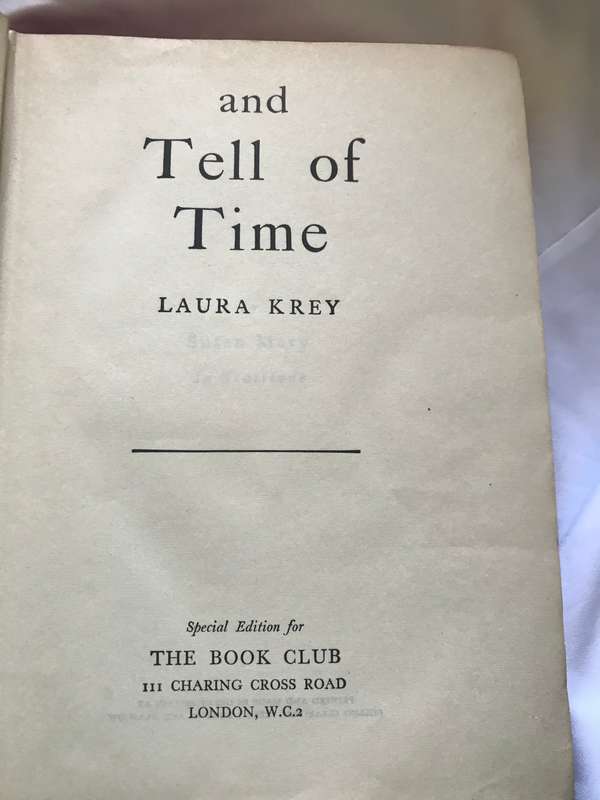 and
Tell of
Time
LAURA KREY
Special Edition for
THE BOOK CLUB
111 CHARING CROSS ROAD
LONDON, W.C.2